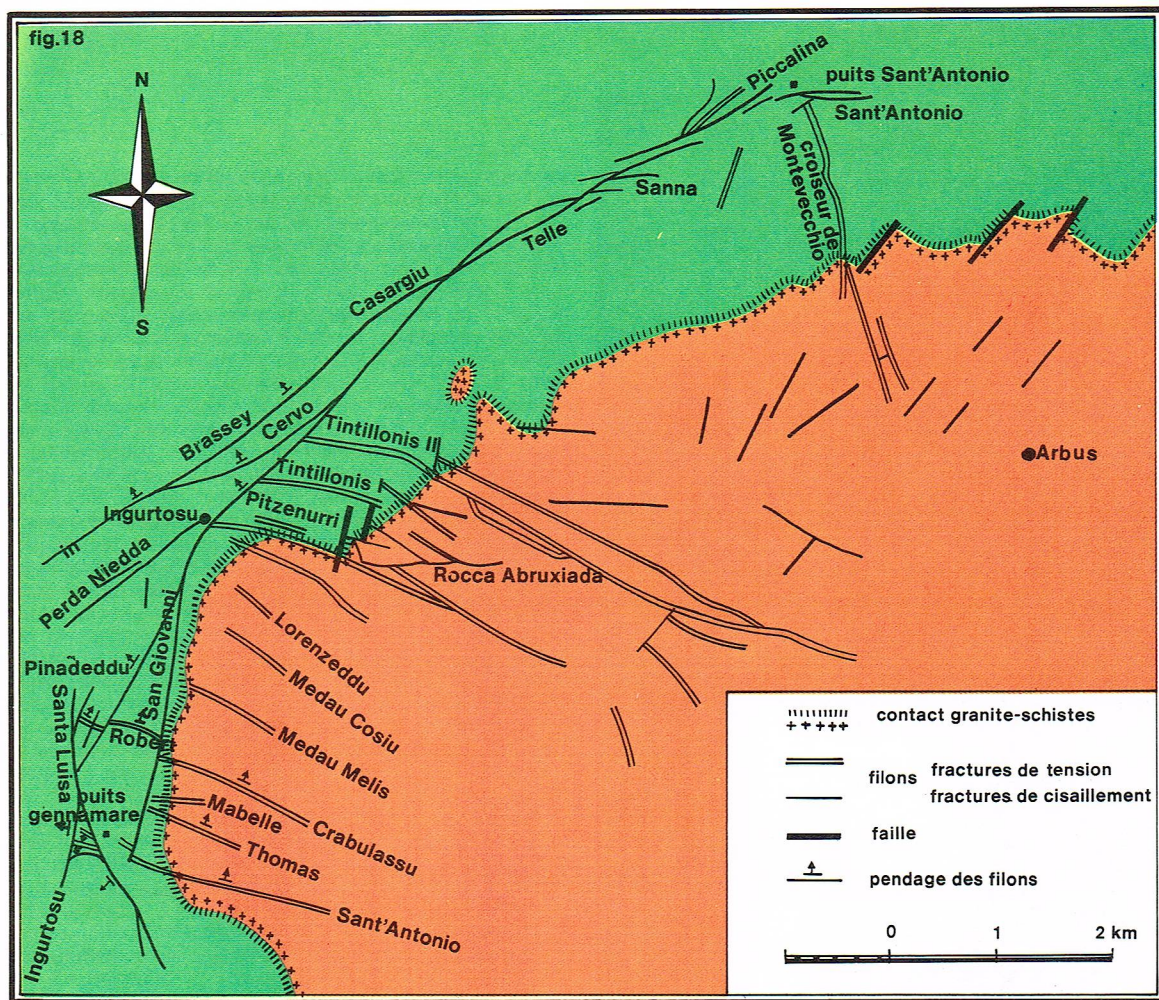 fig.18
N
S
Piccalina
puits Sant'Antonio
Sant'Antonio
croiseur de
Montevecchio
Sanna
Telle
Casargiu
Brassey
Cervo
Tintillonis II
Tintillonis I
Pitzenurri
Ingurtosu
in
Perda Niedda
Arbus
Rocca Abruxiada
San Giovanni
Lorenzeddu
Medau Cosiu
Medau Melis
Pinadeddu
Santa Luisa
puits
gennamare
Mabelle
Crabulassu
Thomas
Sant'Antonio
Ingurtosu
contact granite-schistes
filons fractures de tension
fractures de cisaillement
faille
pendage des filons
0 1 2 km